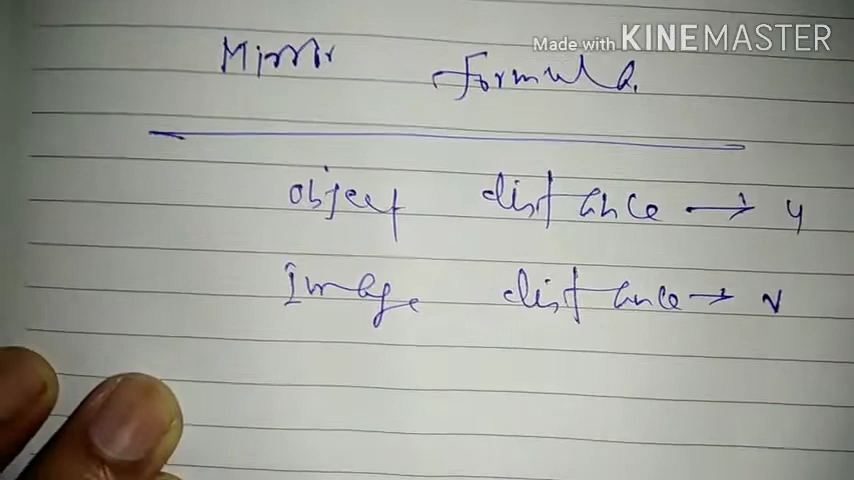 Made with KINEMASTER
Mirror Formula.
object distance → u
Image distance → v